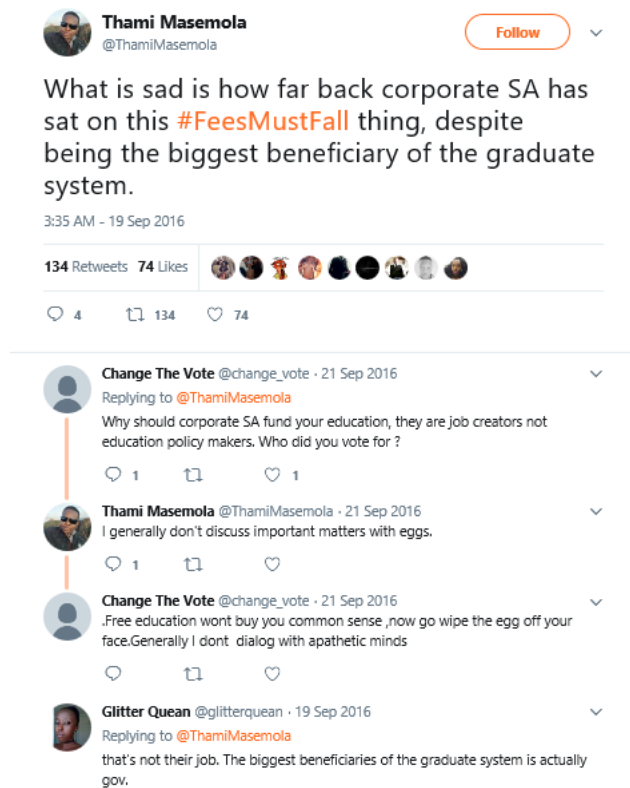 Thami Masemola
@ThamiMasemola
Follow
What is sad is how far back corporate SA has
sat on this #FeesMustFall thing, despite
being the biggest beneficiary of the graduate
system.
3:35 AM - 19 Sep 2016
134 Retweets 74 Likes
4 134 74
Change The Vote @change_vote · 21 Sep 2016
Replying to @ThamiMasemola
Why should corporate SA fund your education, they are job creators not
education policy makers. Who did you vote for ?
1 1
Thami Masemola @ThamiMasemola · 21 Sep 2016
I generally don't discuss important matters with eggs.
1
Change The Vote @change_vote · 21 Sep 2016
.Free education wont buy you common sense ,now go wipe the egg off your
face.Generally I dont dialog with apathetic minds
Glitter Quean @glitterquean · 19 Sep 2016
Replying to @ThamiMasemola
that's not their job. The biggest beneficiaries of the graduate system is actually
gov.